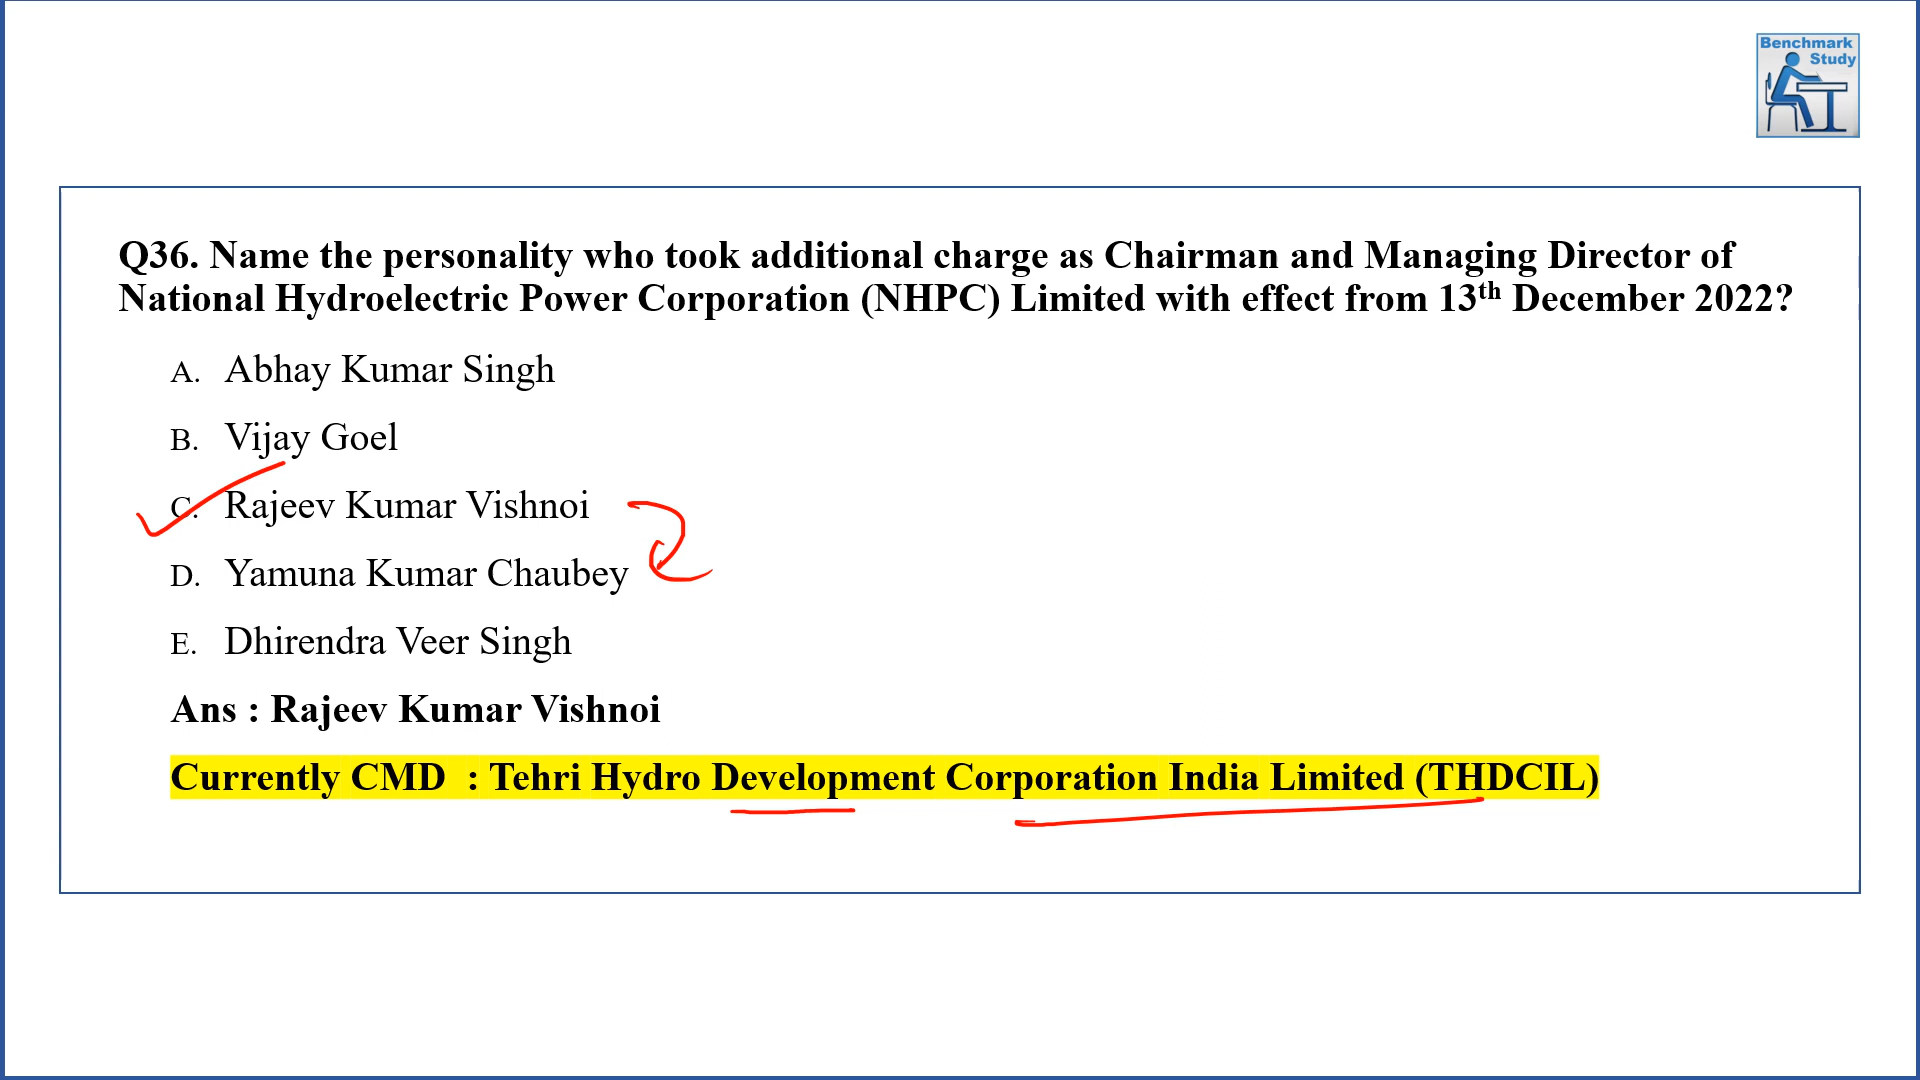 Benchmark
Study
Q36. Name the personality who took additional charge as Chairman and Managing Director of
National Hydroelectric Power Corporation (NHPC) Limited with effect from 13th December 2022?
A. Abhay Kumar Singh
B. Vijay Goel
C. Rajeev Kumar Vishnoi
D. Yamuna Kumar Chaubey
E. Dhirendra Veer Singh
Ans : Rajeev Kumar Vishnoi
Currently CMD : Tehri Hydro Development Corporation India Limited (THDCIL)